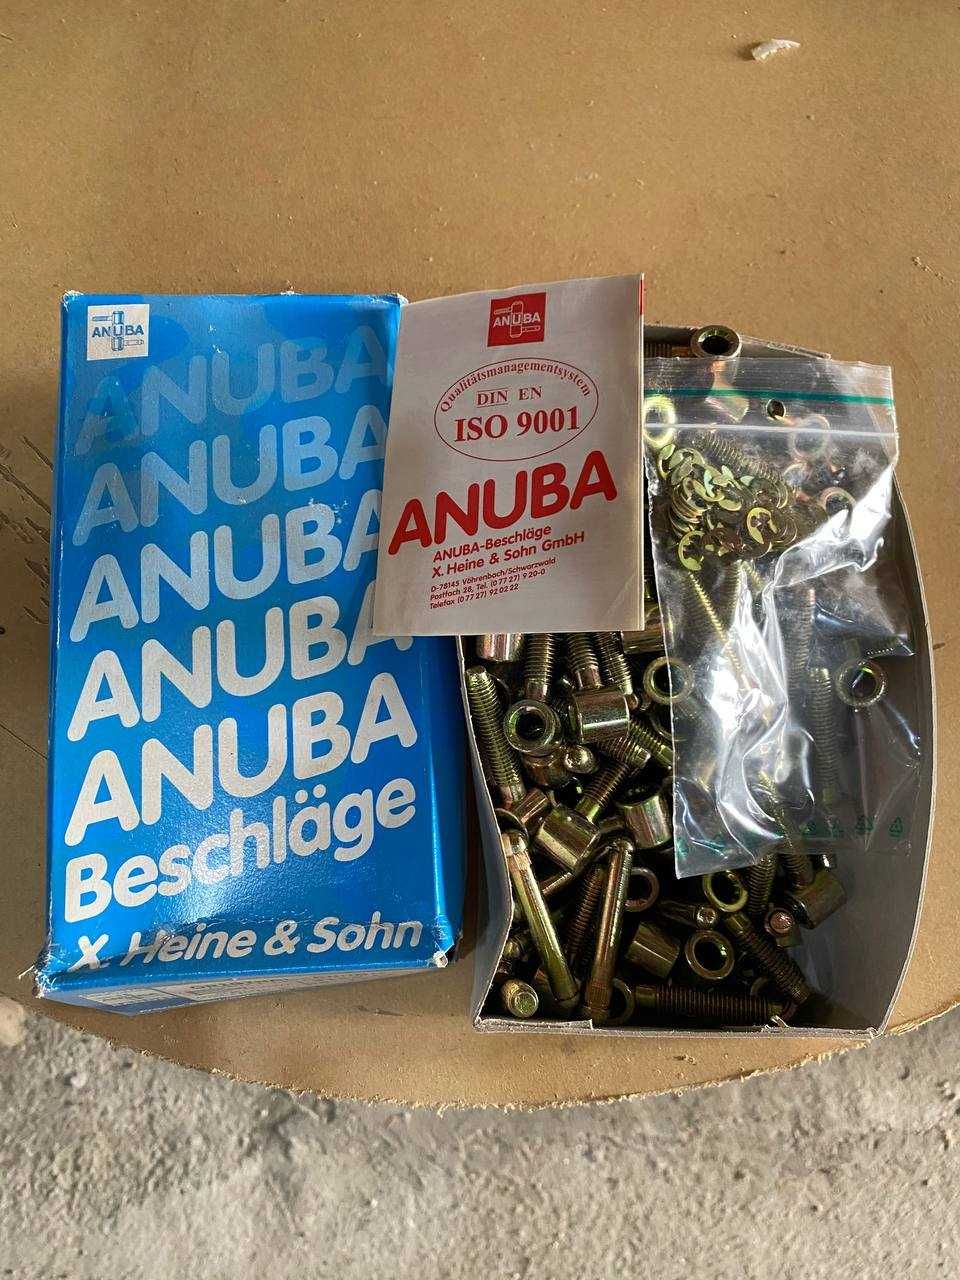 ANUBA
ANUBA
ANUBA
ANUBA
ANUBA
ANUBA
Beschläge
X. Heine & Sohn
ANUBA
Qualitätsmanagementsystem
DIN EN
ISO 9001
ANUBA
ANUBA-Beschläge
X. Heine & Sohn GmbH
D-78145 Vöhrenbach/Schwarzwald
Postfach 28, Tel. (0 77 27) 9 20-0
Telefax (0 77 27) 92 02 22